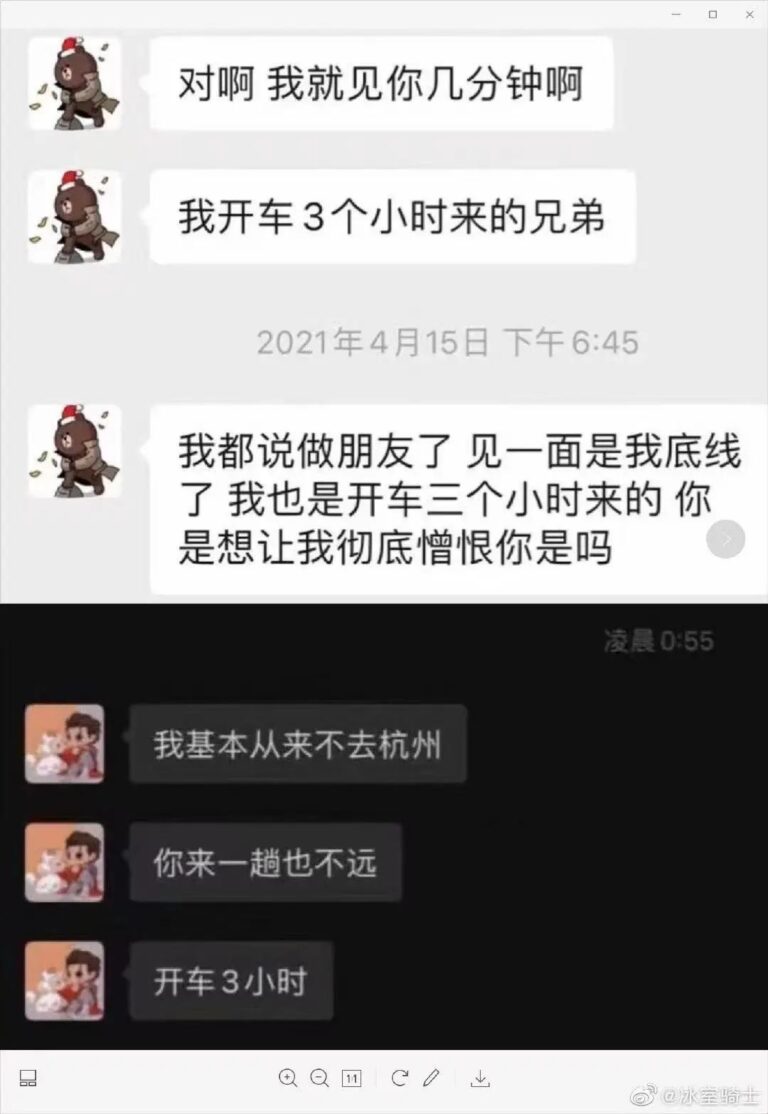 对啊 我就见你几分钟啊
我开车3个小时来的兄弟
2021年4月15日 下午6:45
我都说做朋友了 见一面是我底线
了 我也是开车三个小时来的 你
是想让我彻底憎恨你是吗
凌晨0:55
我基本从来不去杭州
你来一趟也不远
开车3小时
1:1
@冰室骑士